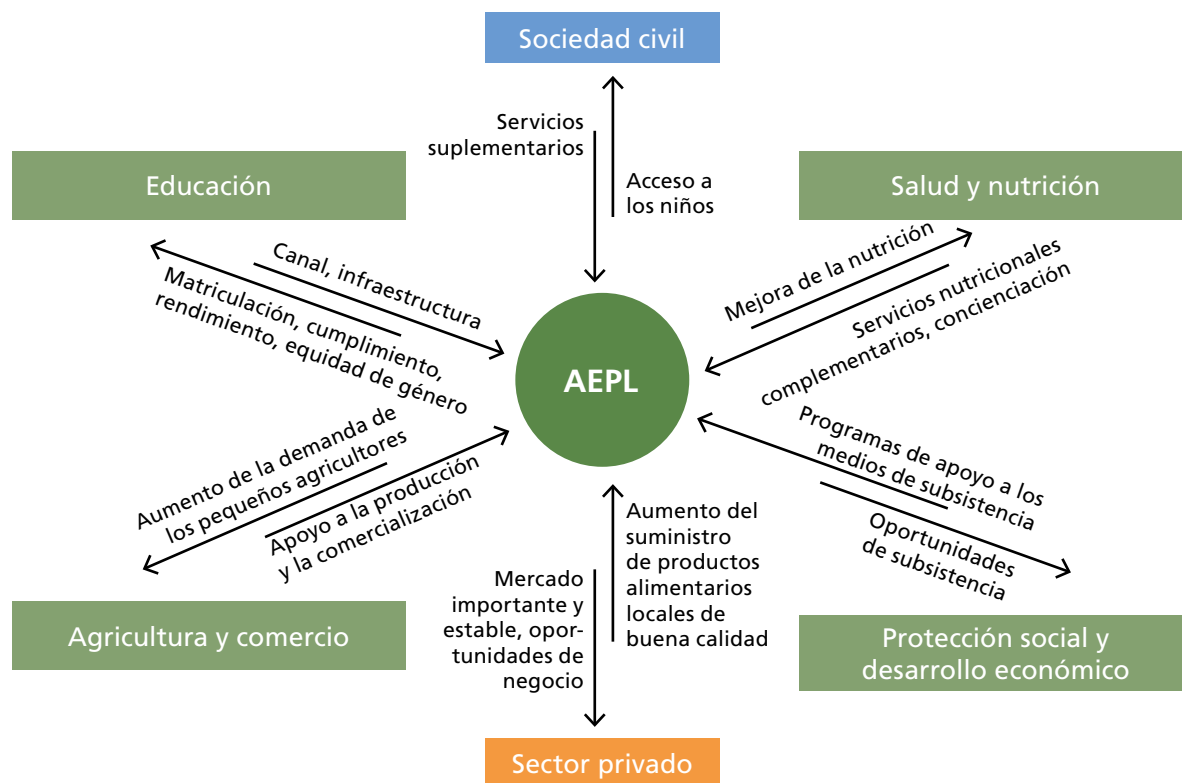 Sociedad civil
Servicios
suplementarios
Acceso a
los niños
Educación
Salud y nutrición
Canal, infraestructura
Matriculación, cumplimiento,
rendimiento, equidad de género
Mejora de la nutrición
Servicios nutricionales
complementarios, concienciación
AEPL
Aumento de la demanda de
los pequeños agricultores
Apoyo a la producción
y la comercialización
Programas de apoyo a los
medios de subsistencia
Oportunidades
de subsistencia
Mercado
importante y
estable, opor-
tunidades de
negocio
Aumento del
suministro
de productos
alimentarios
locales de
buena calidad
Agricultura y comercio
Protección social y
desarrollo económico
Sector privado